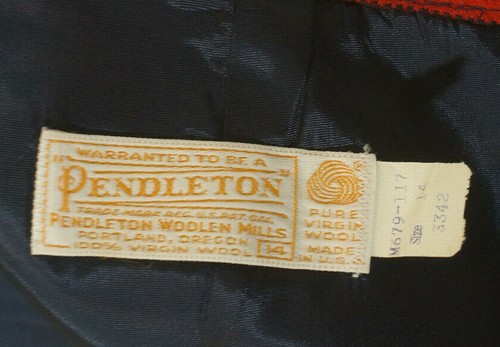 WARRANTED TO BE A
"PENDLETON"
TRADE MARK REG. U.S. PAT. OFF.
PENDLETON WOOLEN MILLS
PORTLAND, OREGON
100% VIRGIN WOOL 14
PURE
VIRGIN
WOOL
MADE
IN U.S.A.
M679-117
Size 14
3342